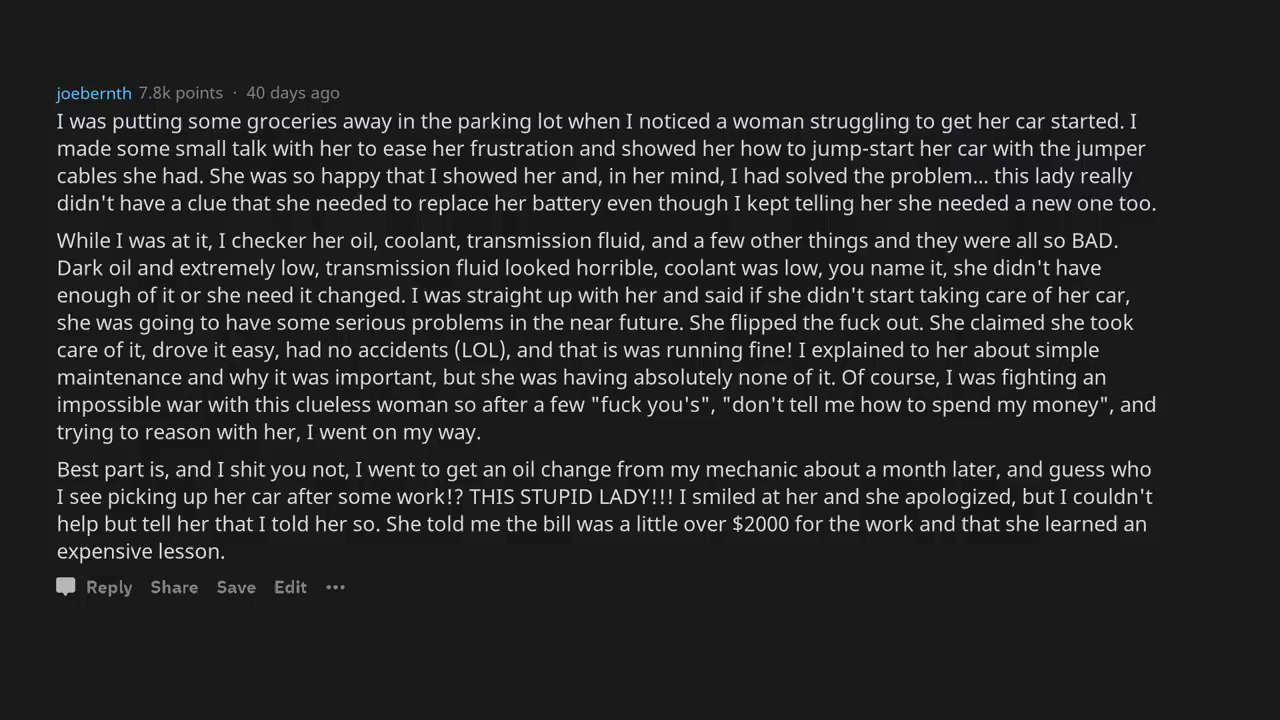 joebernth 7.8k points · 40 days ago
I was putting some groceries away in the parking lot when I noticed a woman struggling to get her car started. I
made some small talk with her to ease her frustration and showed her how to jump-start her car with the jumper
cables she had. She was so happy that I showed her and, in her mind, I had solved the problem... this lady really
didn't have a clue that she needed to replace her battery even though I kept telling her she needed a new one too.
While I was at it, I checker her oil, coolant, transmission fluid, and a few other things and they were all so BAD.
Dark oil and extremely low, transmission fluid looked horrible, coolant was low, you name it, she didn't have
enough of it or she need it changed. I was straight up with her and said if she didn't start taking care of her car,
she was going to have some serious problems in the near future. She flipped the fuck out. She claimed she took
care of it, drove it easy, had no accidents (LOL), and that is was running fine! I explained to her about simple
maintenance and why it was important, but she was having absolutely none of it. Of course, I was fighting an
impossible war with this clueless woman so after a few "fuck you's", "don't tell me how to spend my money", and
trying to reason with her, I went on my way.
Best part is, and I shit you not, I went to get an oil change from my mechanic about a month later, and guess who
I see picking up her car after some work!? THIS STUPID LADY!!! I smiled at her and she apologized, but I couldn't
help but tell her that I told her so. She told me the bill was a little over $2000 for the work and that she learned an
expensive lesson.
Reply Share Save Edit •••